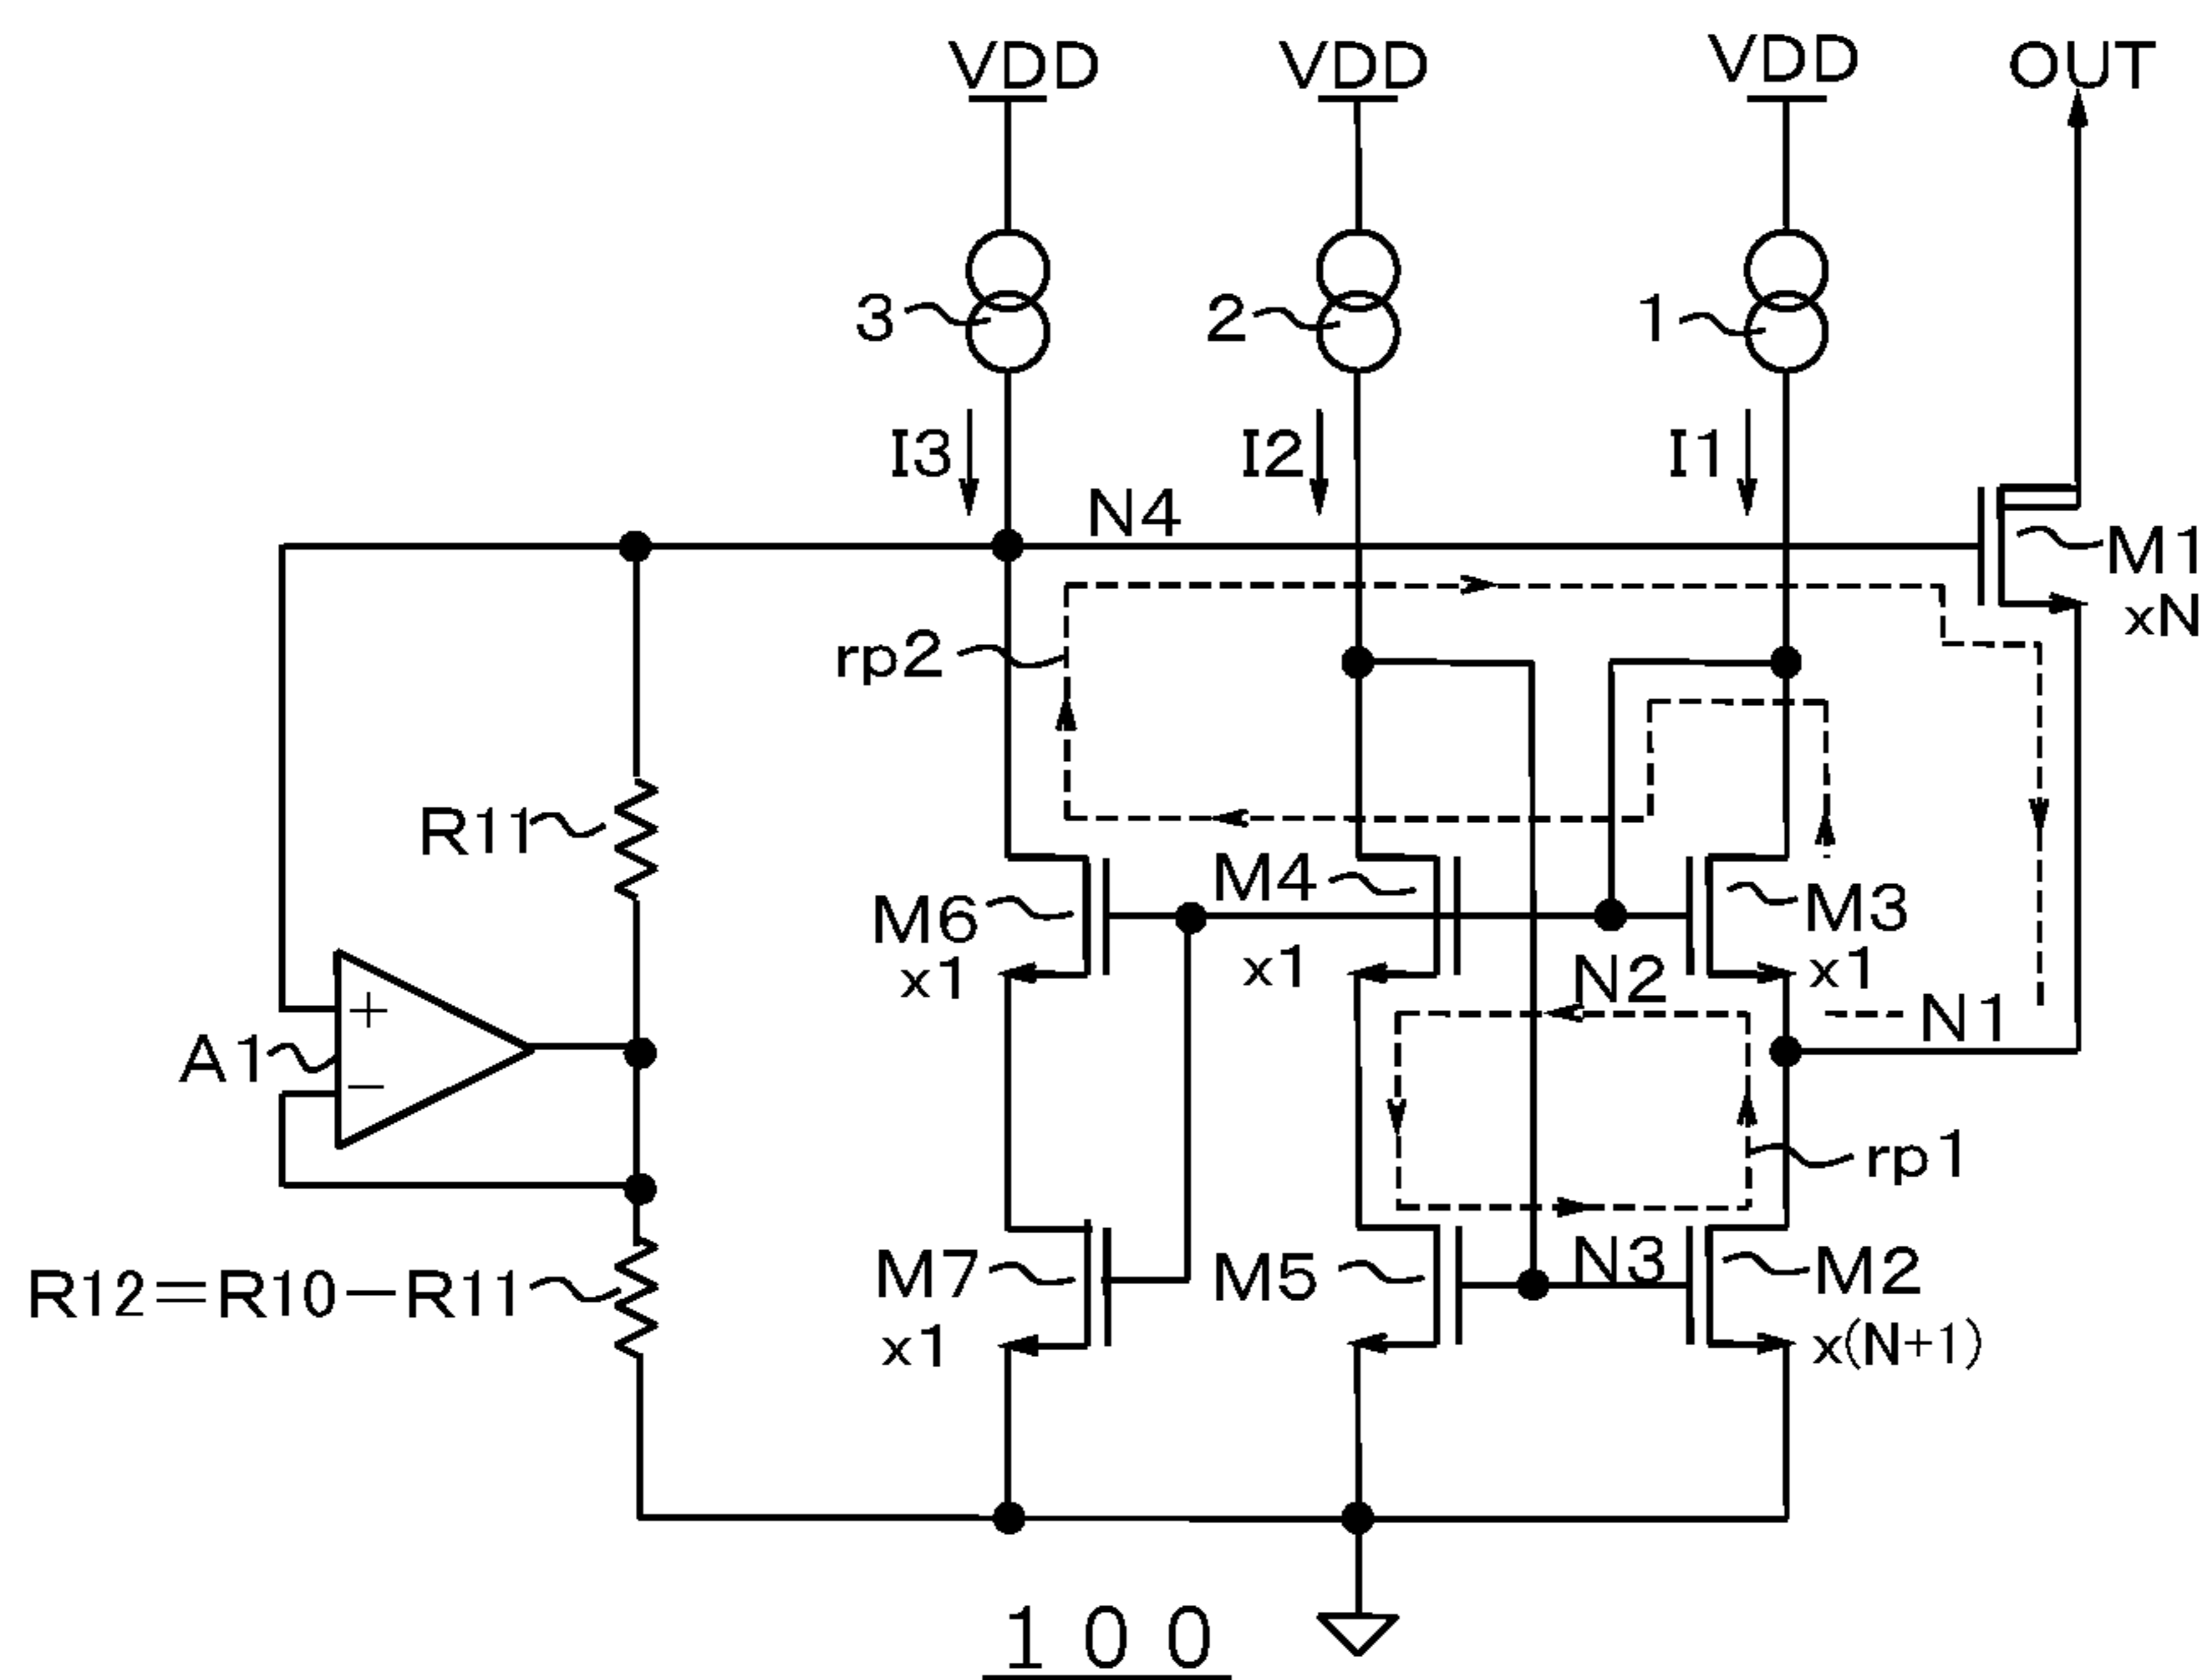 VDD
VDD
VDD
OUT
3
2
1
I3
I2
I1
N4
M1
xN
rp2
R11
M6
x1
M4
x1
M3
x1
N2
N1
+
−
A1
rp1
R12=R10−R11
M7
x1
M5
N3
M2
x(N+1)
100